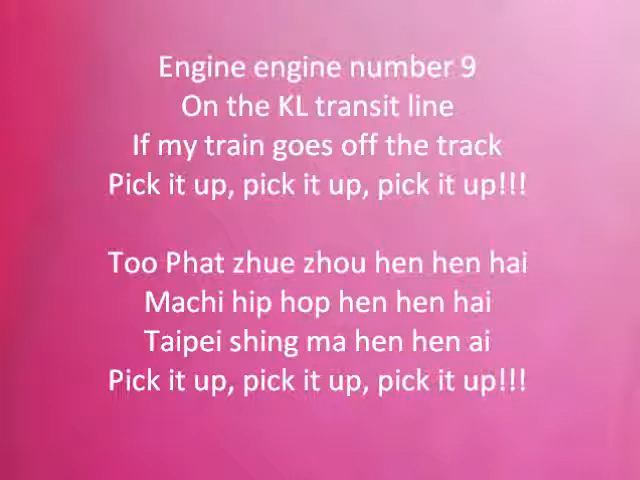 Engine engine number 9
On the KL transit line
If my train goes off the track
Pick it up, pick it up, pick it up!!!
Too Phat zhue zhou hen hen hai
Machi hip hop hen hen hai
Taipei shing ma hen hen ai
Pick it up, pick it up, pick it up!!!